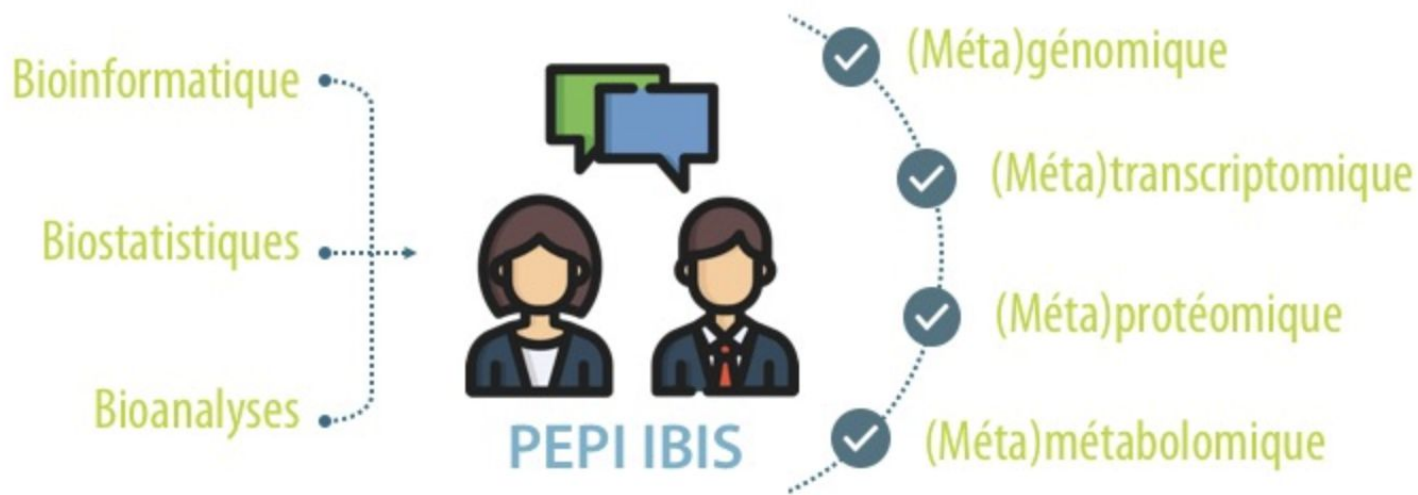 Bioinformatique
Biostatistiques
Bioanalyses
PEPI IBIS
(Méta)génomique
(Méta)transcriptomique
(Méta)protéomique
(Méta)métabolomique